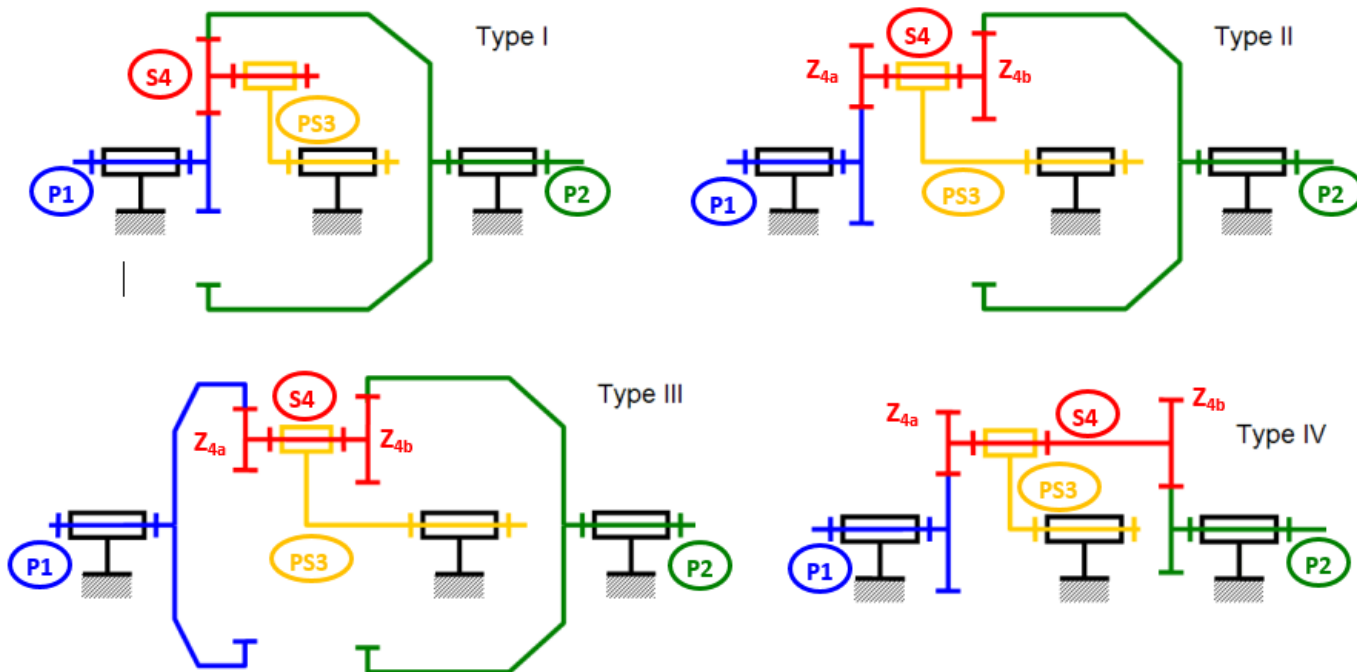 Type I
S4
PS3
P1
P2
Type II
S4
Z4a
Z4b
PS3
P1
P2
Type III
S4
Z4a
Z4b
PS3
P1
P2
Type IV
Z4a
S4
Z4b
PS3
P1
P2